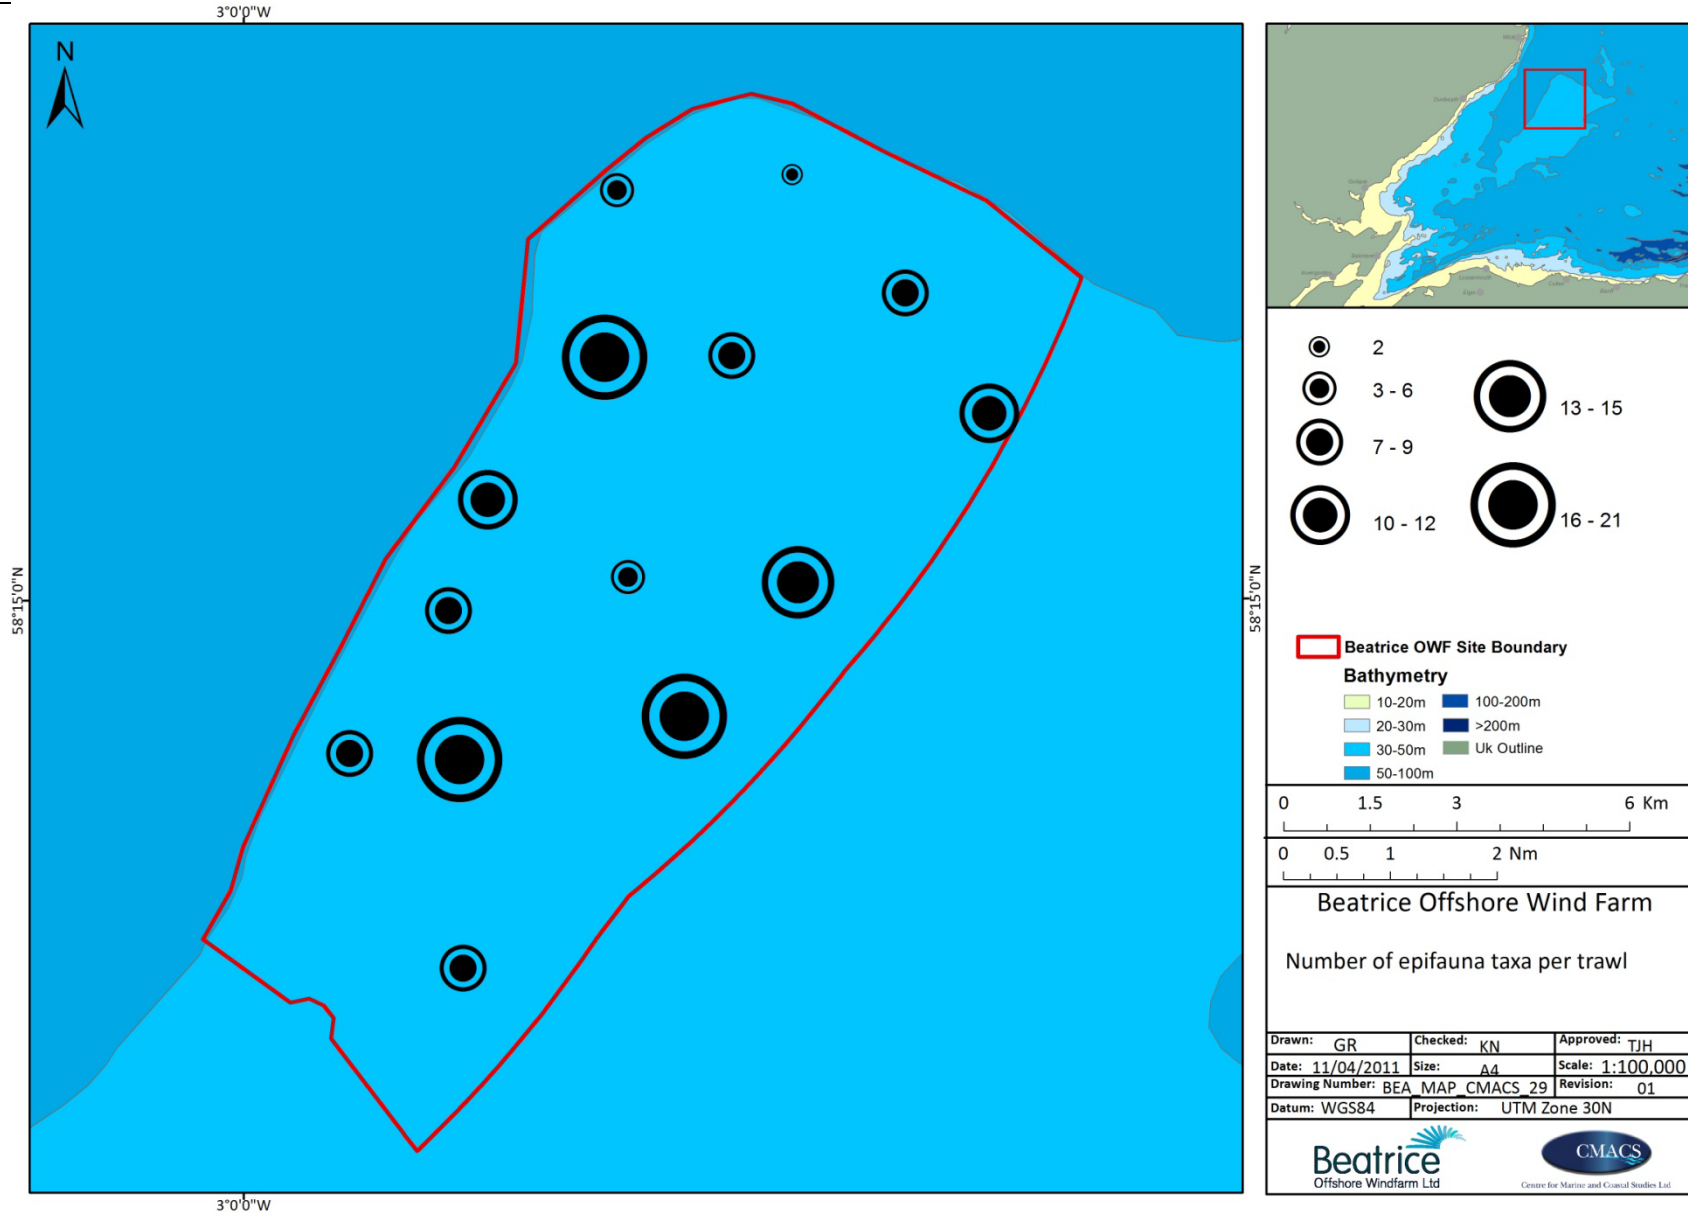 3°0'0"W
N
58°15'0"N
58°15'0"N
3°0'0"W
2
3 - 6
7 - 9
10 - 12
13 - 15
16 - 21
Beatrice OWF Site Boundary
Bathymetry
10-20m
20-30m
30-50m
50-100m
100-200m
>200m
Uk Outline
0 1.5 3 6 Km
0 0.5 1 2 Nm
Beatrice Offshore Wind Farm
Number of epifauna taxa per trawl
Drawn: GR Checked: KN Approved: TJH
Date: 11/04/2011 Size: A4 Scale: 1:100,000
Drawing Number: BEA_MAP_CMACS_29 Revision: 01
Datum: WGS84 Projection: UTM Zone 30N
Beatrice
Offshore Windfarm Ltd
CMACS
Centre for Marine and Coastal Studies Ltd